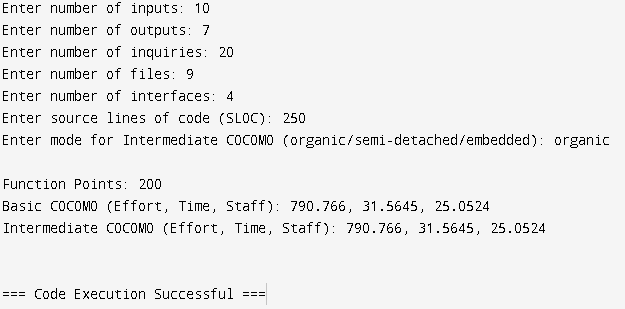 Enter number of inputs: 10
Enter number of outputs: 7
Enter number of inquiries: 20
Enter number of files: 9
Enter number of interfaces: 4
Enter source lines of code (SLOC): 250
Enter mode for Intermediate COCOMO (organic/semi-detached/embedded): organic
Function Points: 200
Basic COCOMO (Effort, Time, Staff): 790.766, 31.5645, 25.0524
Intermediate COCOMO (Effort, Time, Staff): 790.766, 31.5645, 25.0524
=== Code Execution Successful ===